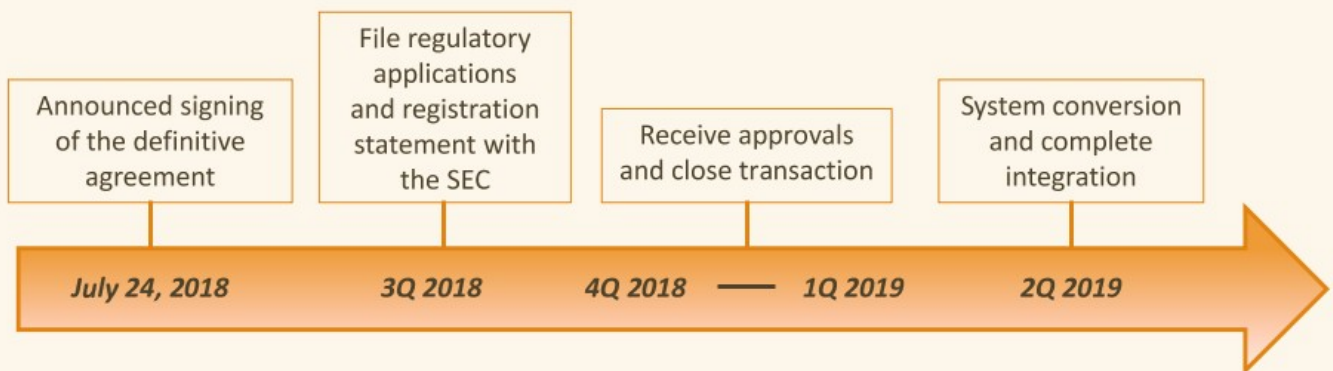 Announced signing
of the definitive
agreement
File regulatory
applications
and registration
statement with
the SEC
Receive approvals
and close transaction
System conversion
and complete
integration
July 24, 2018
3Q 2018
4Q 2018 — 1Q 2019
2Q 2019